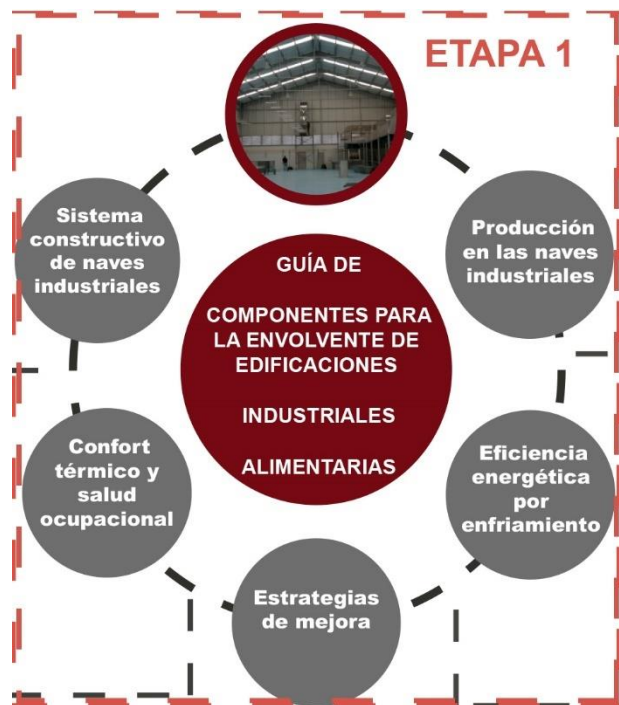 ETAPA 1
Sistema
constructivo
de naves
industriales
Producción
en las naves
industriales
GUÍA DE
COMPONENTES PARA
LA ENVOLVENTE DE
EDIFICACIONES
INDUSTRIALES
ALIMENTARIAS
Confort
térmico y
salud
ocupacional
Eficiencia
energética
por
enfriamiento
Estrategias
de mejora